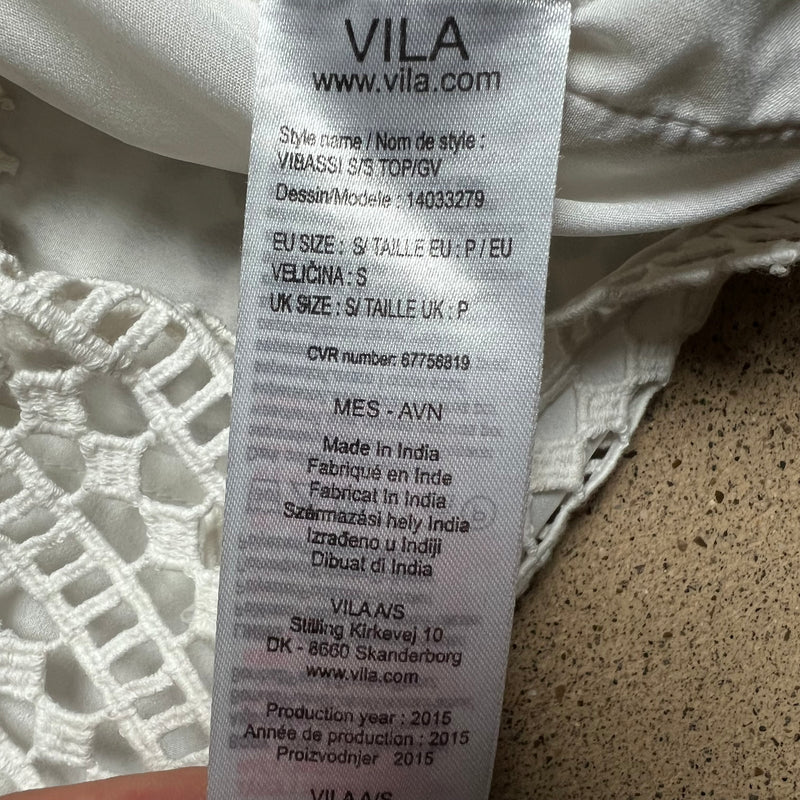 VILA
www.vila.com
Style name / Nom de style :
VIBASSI S/S TOP/GV
Dessin/Modele : 14033279
EU SIZE : S/ TAILLE EU : P / EU
VELIČINA : S
UK SIZE : S/ TAILLE UK : P
CVR number: 67756819
MES - AVN
Made In India
Fabriqué en Inde
Fabricat în India
Származási hely India
Izrađeno u Indiji
Dibuat di India
VILA A/S
Stilling Kirkevej 10
DK - 8660 Skanderborg
www.vila.com
Production year : 2015
Année de production : 2015
Proizvodnjer 2015
VILA A/S